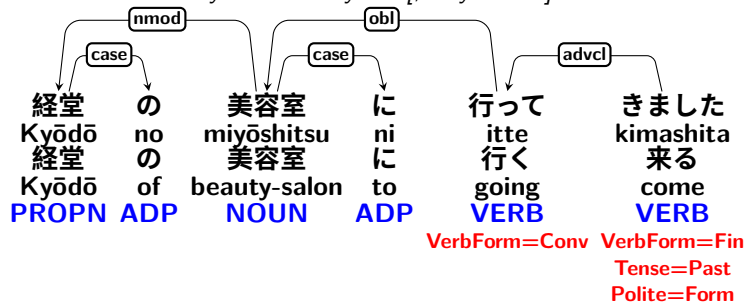 nmod obl
case case advcl
経堂 の 美容室 に 行って きました
Kyōdō no miyōshitsu ni itte kimashita
経堂 の 美容室 に 行く 来る
Kyōdō of beauty-salon to going come
PROPN ADP NOUN ADP VERB VERB
VerbForm=Conv VerbForm=Fin
Tense=Past
Polite=Form